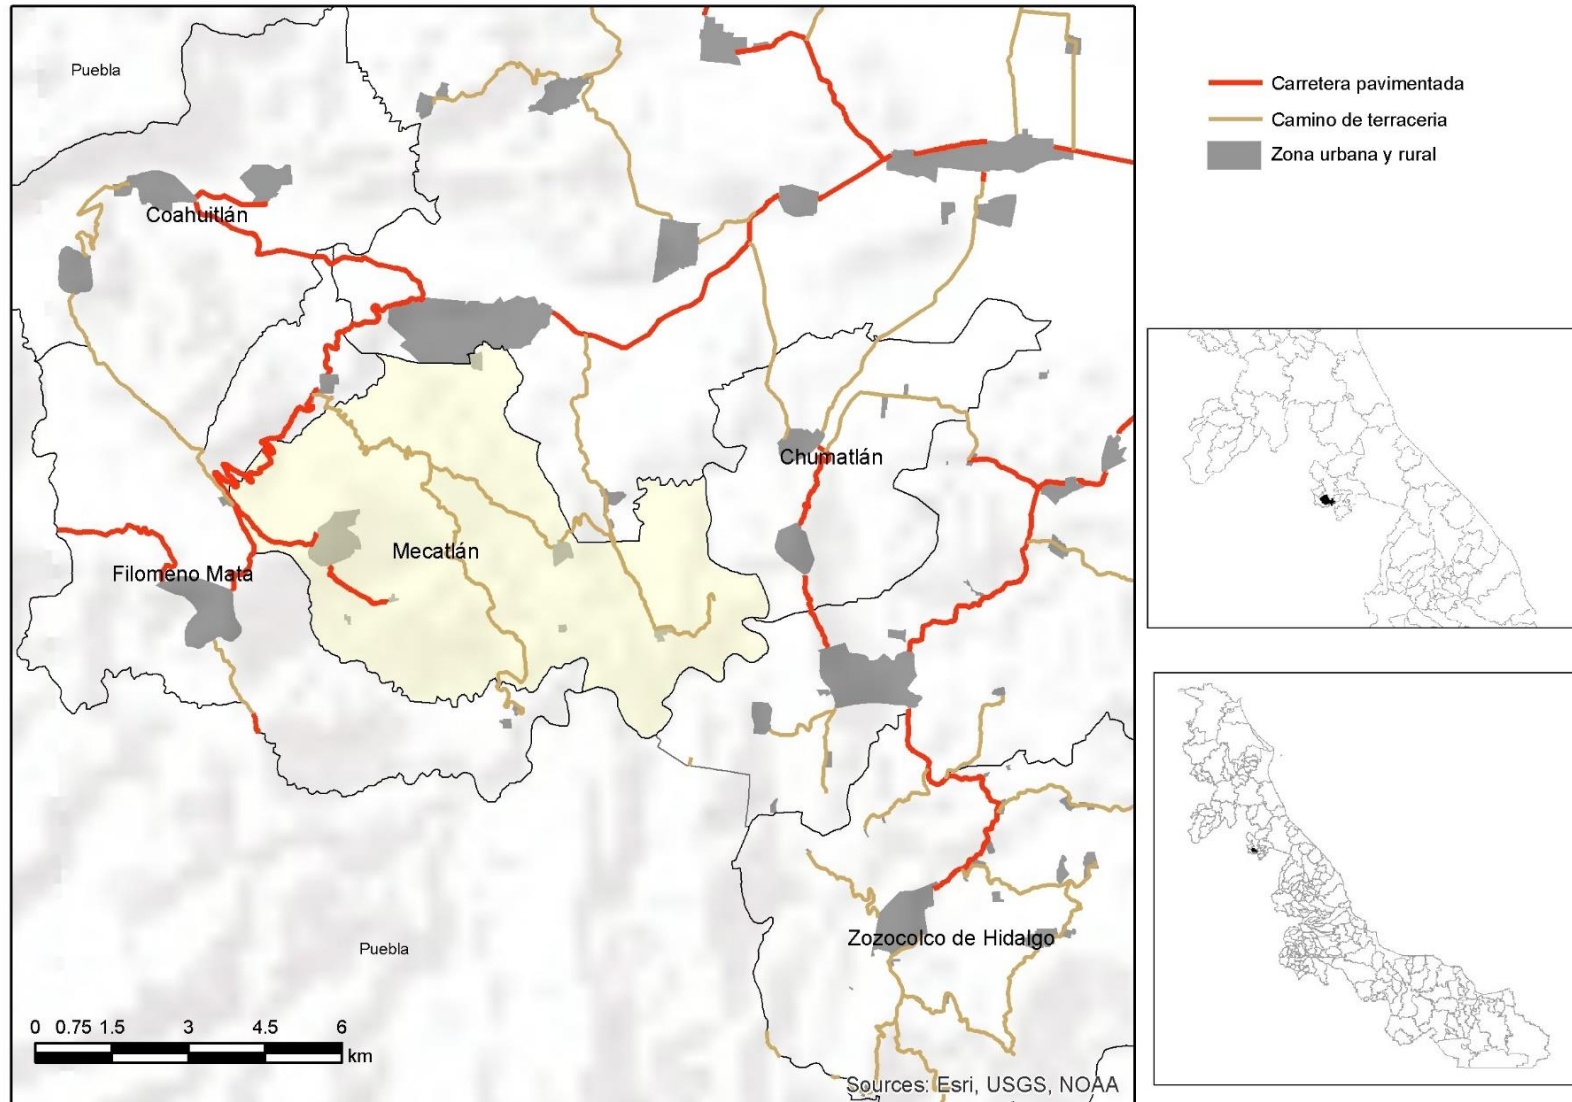 Puebla
Carretera pavimentada
Camino de terraceria
Zona urbana y rural
Coahuitlán
Chumatlán
Mecatlán
Filomeno Mata
Zozocolco de Hidalgo
Puebla
0 0.75 1.5 3 4.5 6
km
Sources: Esri, USGS, NOAA